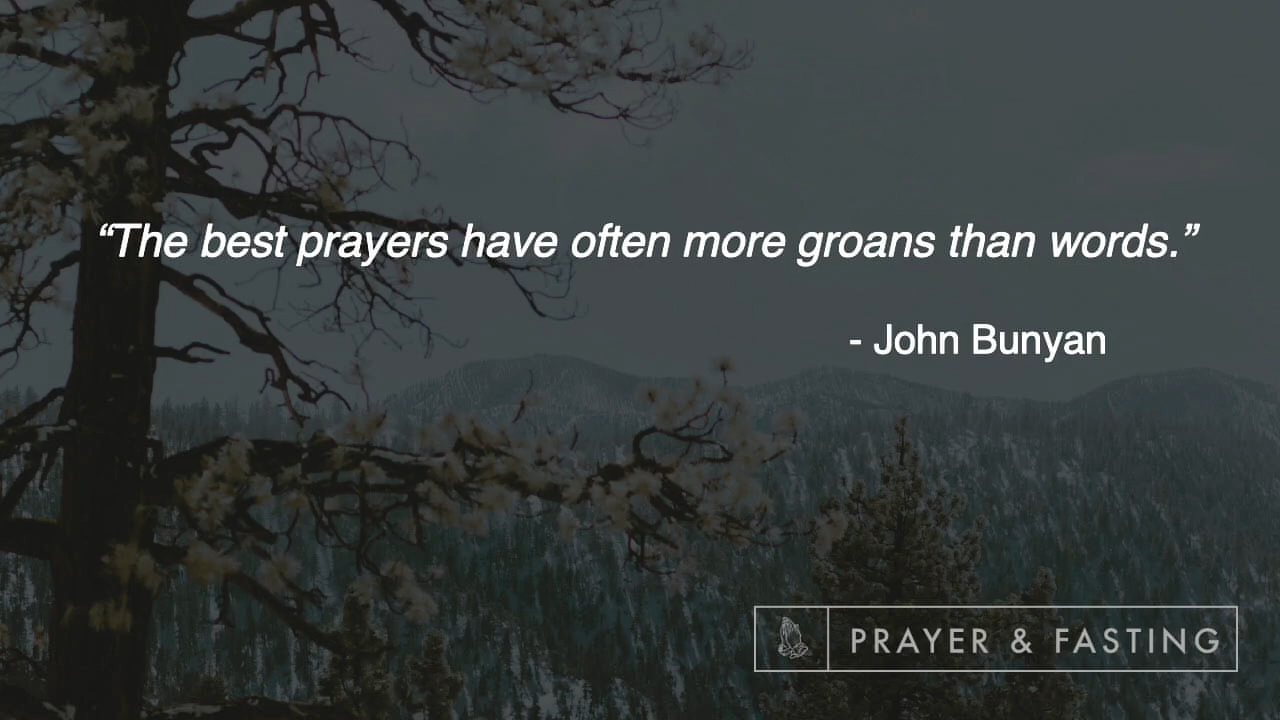 “The best prayers have often more groans than words.”
- John Bunyan
PRAYER & FASTING